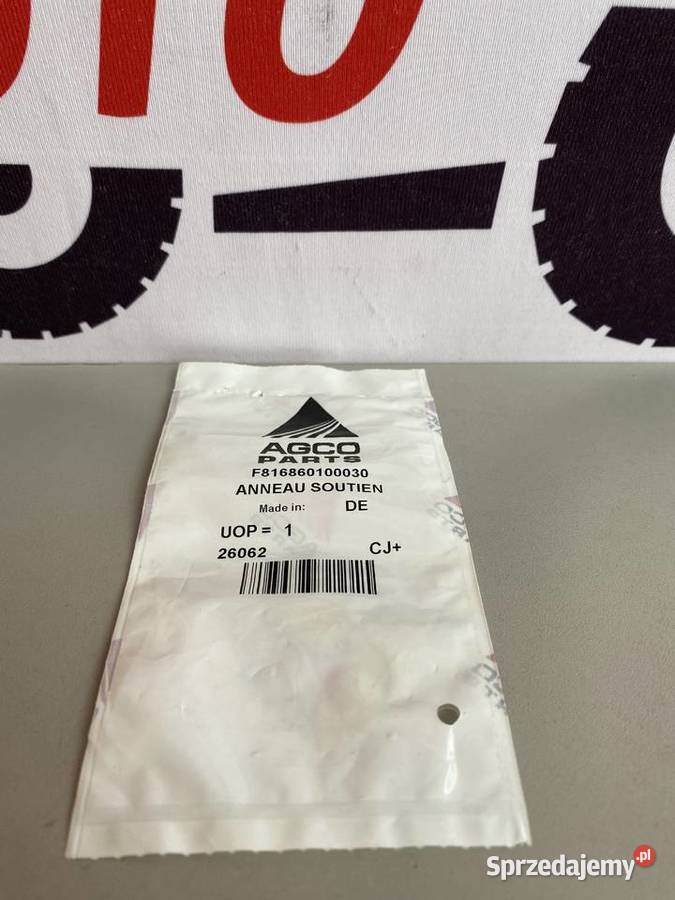 AGCO
PARTS
F816860100030
ANNEAU SOUTIEN
Made in: DE
UOP = 1
26062 CJ+
Sprzedajemy.pl